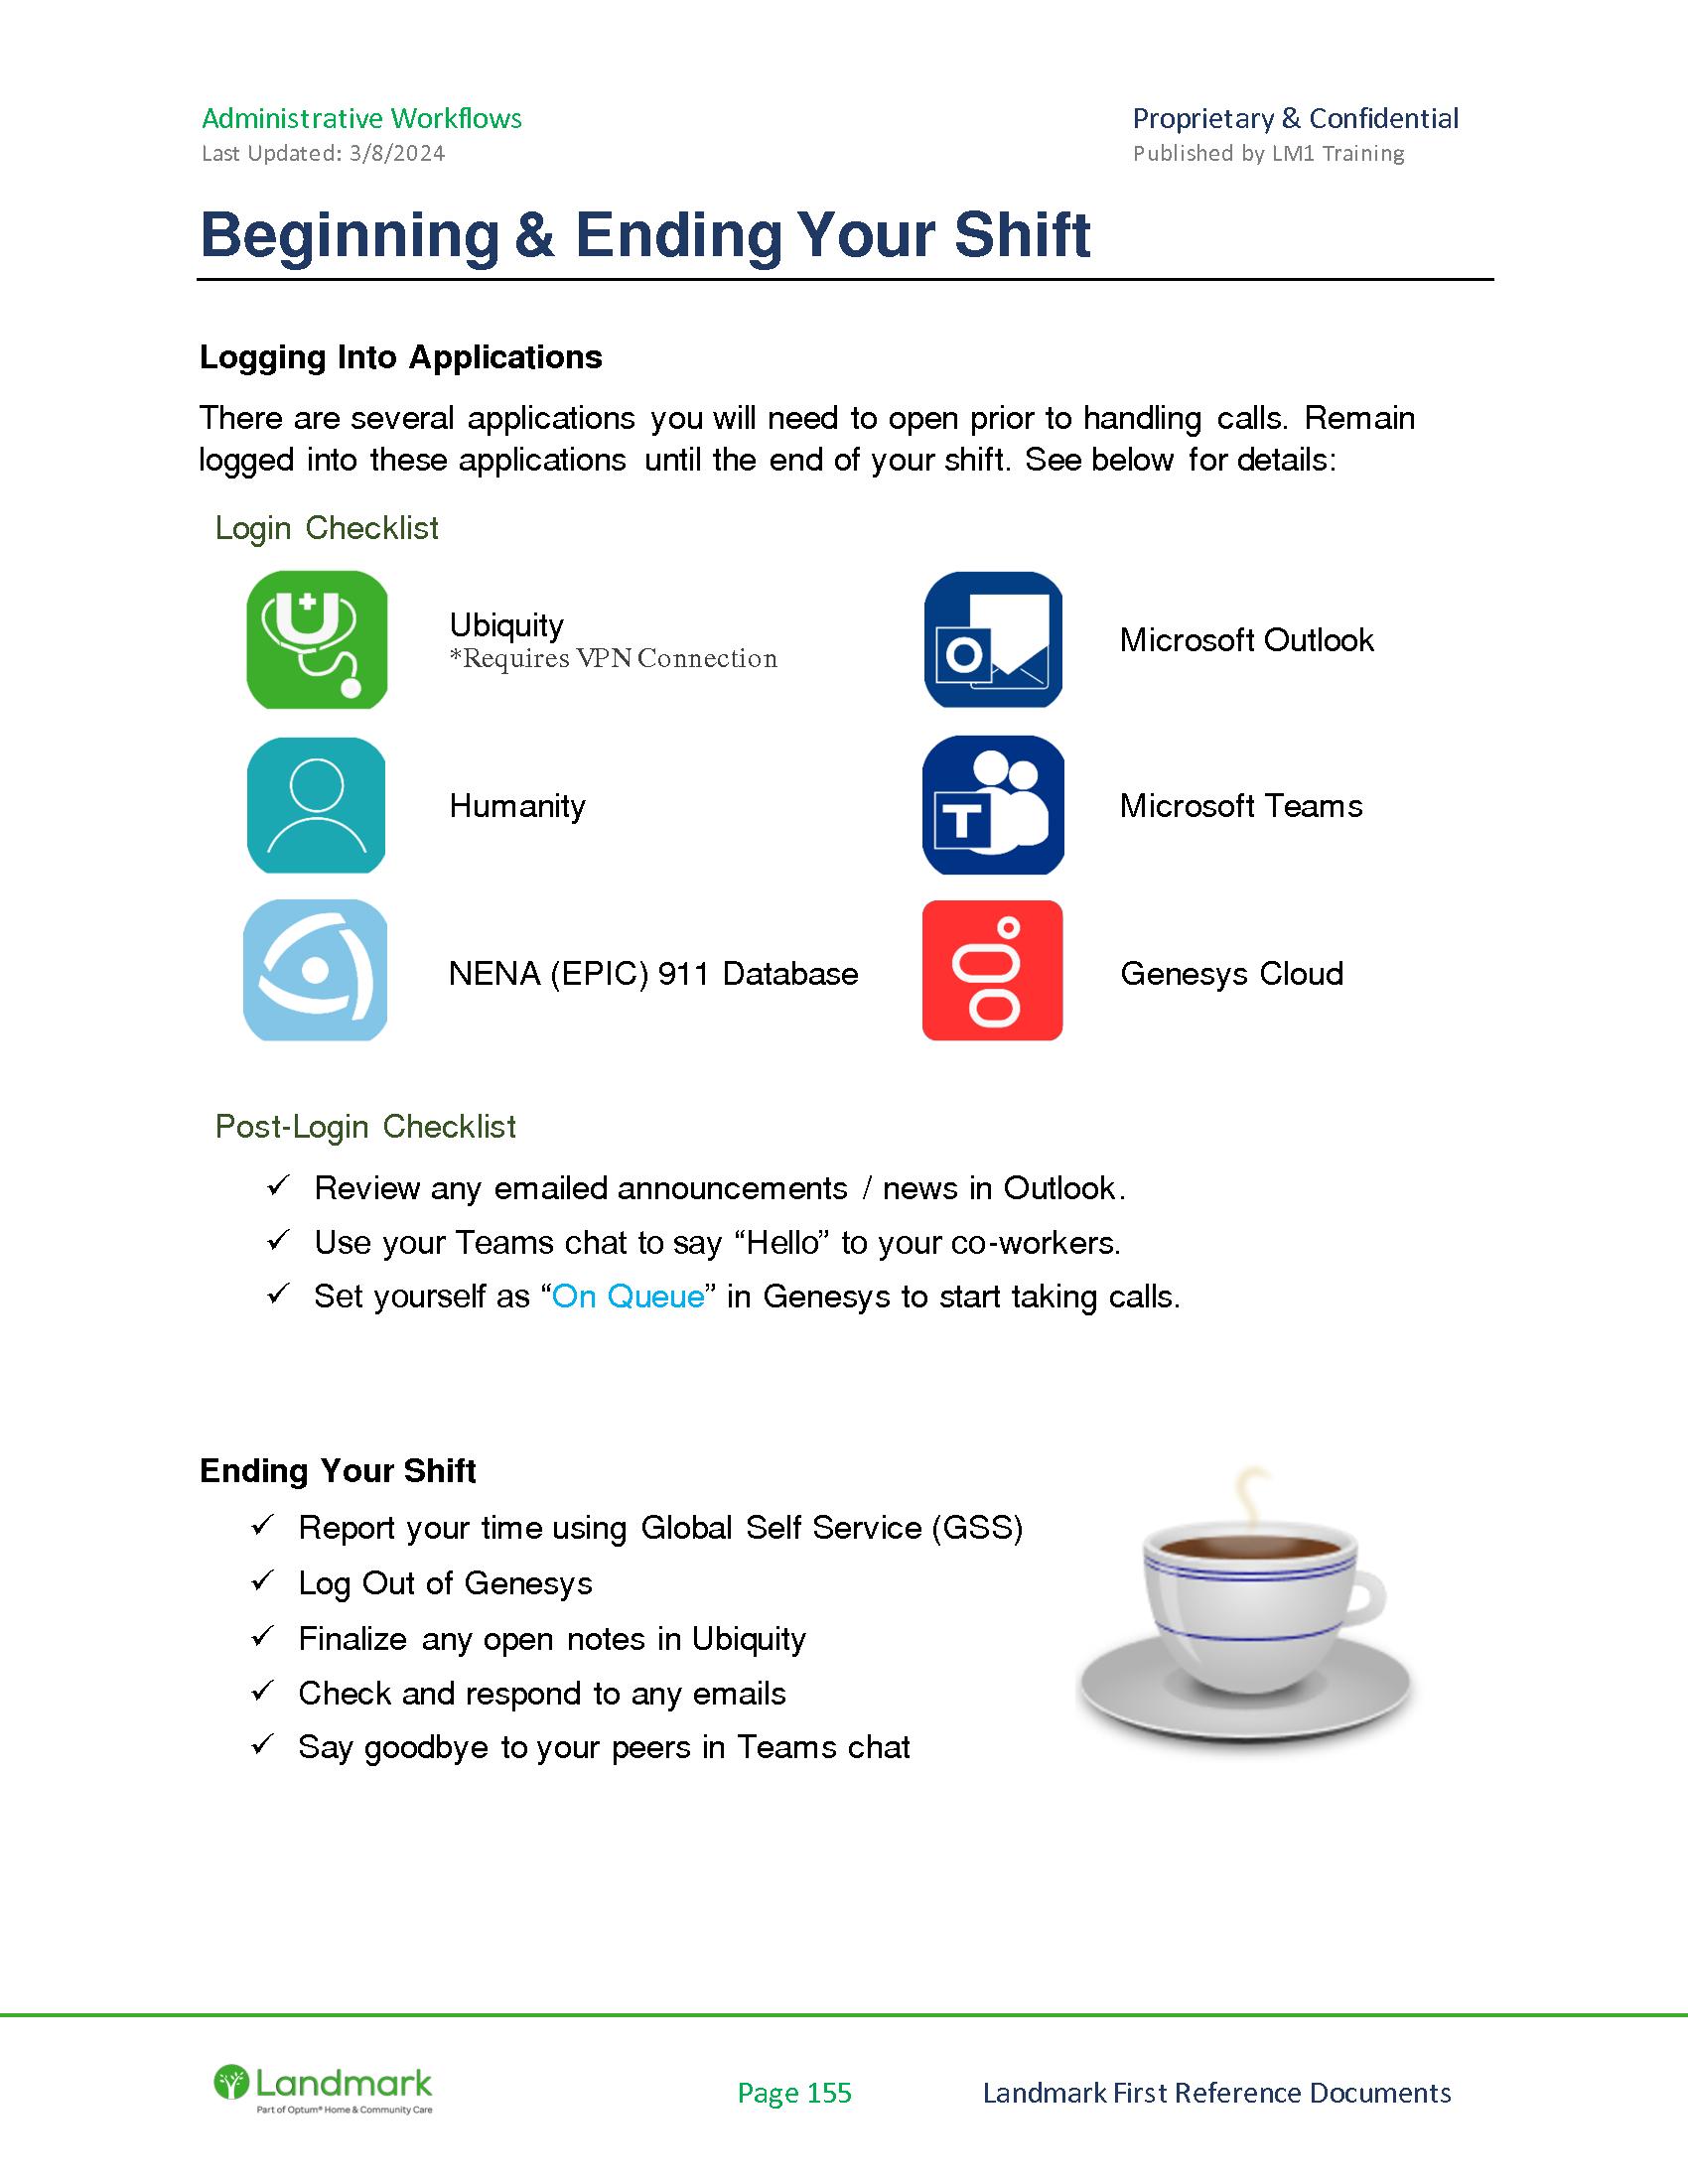 Administrative Workflows
Proprietary & Confidential
Last Updated: 3/8/2024
Published by LM1 Training
Beginning & Ending Your Shift
Logging Into Applications
There are several applications you will need to open prior to handling calls. Remain
logged into these applications until the end of your shift. See below for details:
Login Checklist
Ubiquity
*Requires VPN Connection
Microsoft Outlook
Humanity
Microsoft Teams
NENA (EPIC) 911 Database
Genesys Cloud
Post-Login Checklist
✓ Review any emailed announcements / news in Outlook.
✓ Use your Teams chat to say “Hello” to your co-workers.
✓ Set yourself as “On Queue” in Genesys to start taking calls.
Ending Your Shift
✓ Report your time using Global Self Service (GSS)
✓ Log Out of Genesys
✓ Finalize any open notes in Ubiquity
✓ Check and respond to any emails
✓ Say goodbye to your peers in Teams chat
Landmark
Part of Optum® Home & Community Care
Page 155
Landmark First Reference Documents